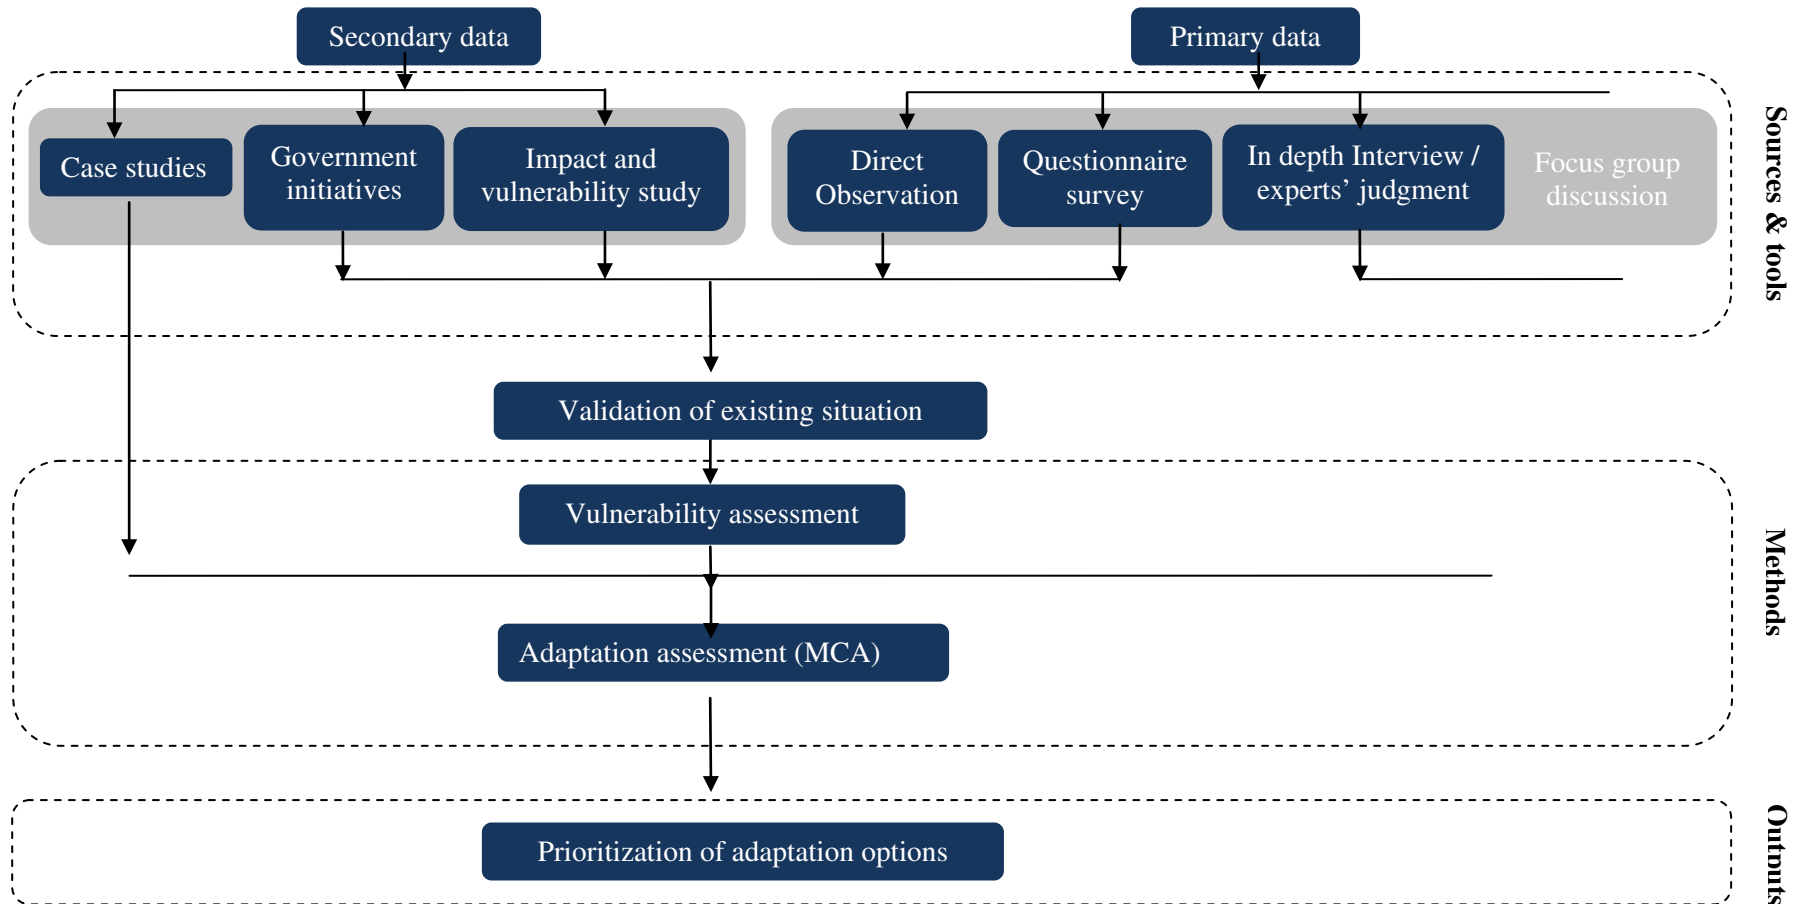 Secondary data
Primary data
Case studies
Government
initiatives
Impact and
vulnerability study
Direct
Observation
Questionnaire
survey
In depth Interview /
experts’ judgment
Focus group
discussion
Sources & tools
Validation of existing situation
Vulnerability assessment
Methods
Adaptation assessment (MCA)
Prioritization of adaptation options
Outputs